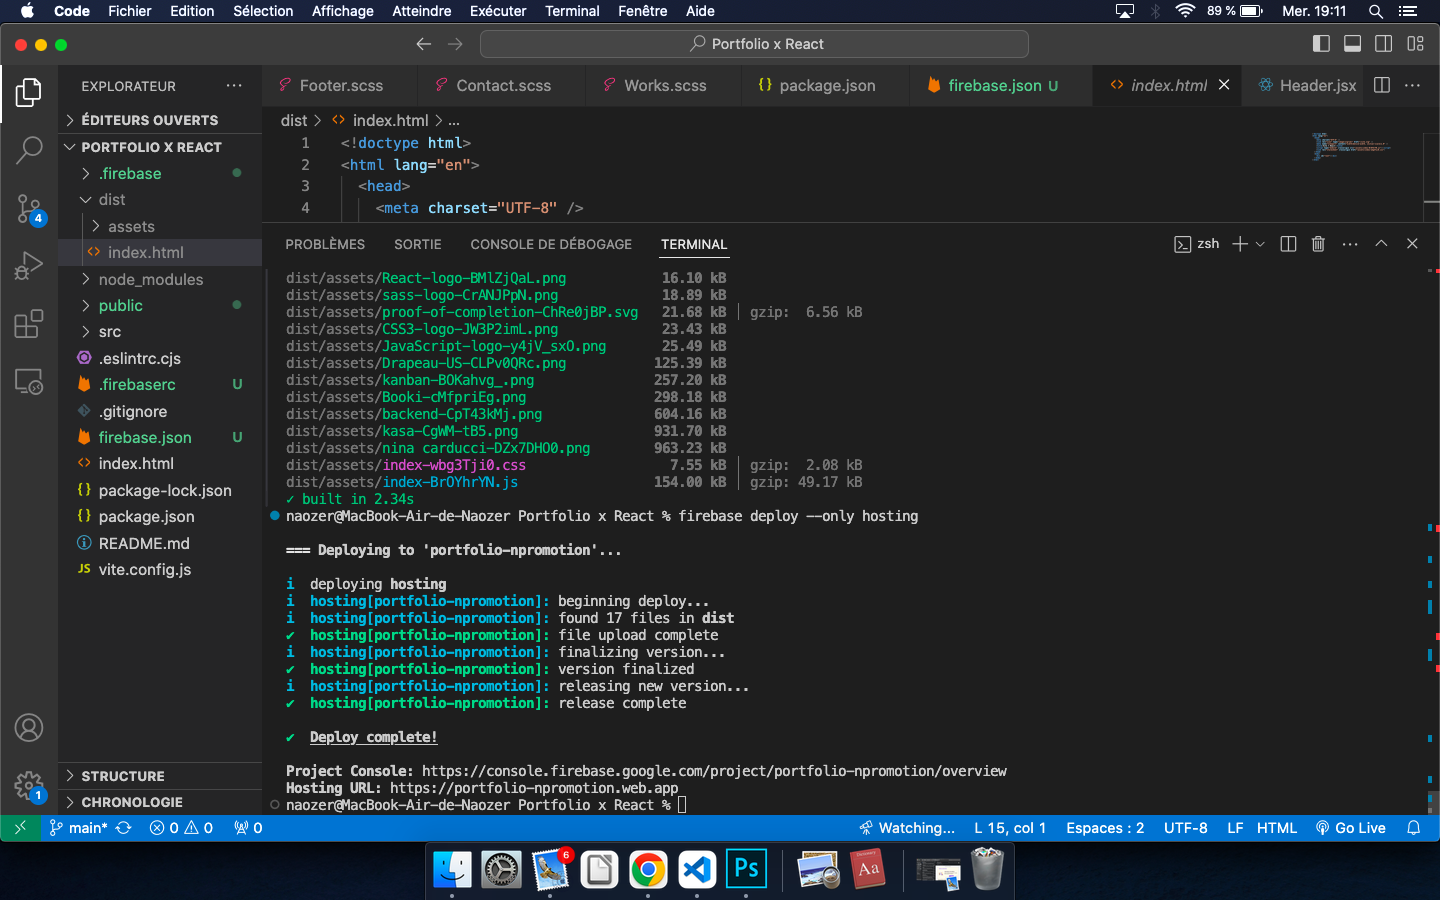 Code Fichier Edition Sélection Affichage Atteindre Exécuter Terminal Fenêtre Aide 89 % Mer. 19:11
Portfolio x React
EXPLORATEUR
Footer.scss Contact.scss Works.scss package.json firebase.json U index.html Header.jsx
ÉDITEURS OUVERTS
PORTFOLIO X REACT
.firebase
dist
assets
index.html
node_modules
public
src
.eslintrc.cjs
.firebaserc U
.gitignore
firebase.json U
index.html
package-lock.json
package.json
README.md
JS vite.config.js
STRUCTURE
CHRONOLOGIE
4
1
dist > index.html > ...
1 <!doctype html>
2 <html lang="en">
3 <head>
4 <meta charset="UTF-8" />
PROBLÈMES SORTIE CONSOLE DE DÉBOGAGE TERMINAL zsh
dist/assets/React-logo-BMlZjQaL.png 16.10 kB
dist/assets/sass-logo-CrANJPpN.png 18.89 kB
dist/assets/proof-of-completion-ChRe0jBP.svg 21.68 kB │ gzip: 6.56 kB
dist/assets/CSS3-logo-JW3P2imL.png 23.43 kB
dist/assets/JavaScript-logo-y4jV_sxO.png 25.49 kB
dist/assets/Drapeau-US-CLPv0QRc.png 125.39 kB
dist/assets/kanban-BOKahvg_.png 257.20 kB
dist/assets/Booki-cMfpriEg.png 298.18 kB
dist/assets/backend-CpT43kMj.png 604.16 kB
dist/assets/kasa-CgWM-tB5.png 931.70 kB
dist/assets/nina carducci-DZx7DHO0.png 963.23 kB
dist/assets/index-wbg3Tji0.css 7.55 kB │ gzip: 2.08 kB
dist/assets/index-BrOYhrYN.js 154.00 kB │ gzip: 49.17 kB
✓ built in 2.34s
naozer@MacBook-Air-de-Naozer Portfolio x React % firebase deploy --only hosting
=== Deploying to 'portfolio-npromotion'...
i deploying hosting
i hosting[portfolio-npromotion]: beginning deploy...
i hosting[portfolio-npromotion]: found 17 files in dist
✔ hosting[portfolio-npromotion]: file upload complete
i hosting[portfolio-npromotion]: finalizing version...
✔ hosting[portfolio-npromotion]: version finalized
i hosting[portfolio-npromotion]: releasing new version...
✔ hosting[portfolio-npromotion]: release complete
✔ Deploy complete!
Project Console: https://console.firebase.google.com/project/portfolio-npromotion/overview
Hosting URL: https://portfolio-npromotion.web.app
naozer@MacBook-Air-de-Naozer Portfolio x React %
main* 0 0 0 Watching... L 15, col 1 Espaces : 2 UTF-8 LF HTML Go Live
6
Ps
Dictionary
Aa